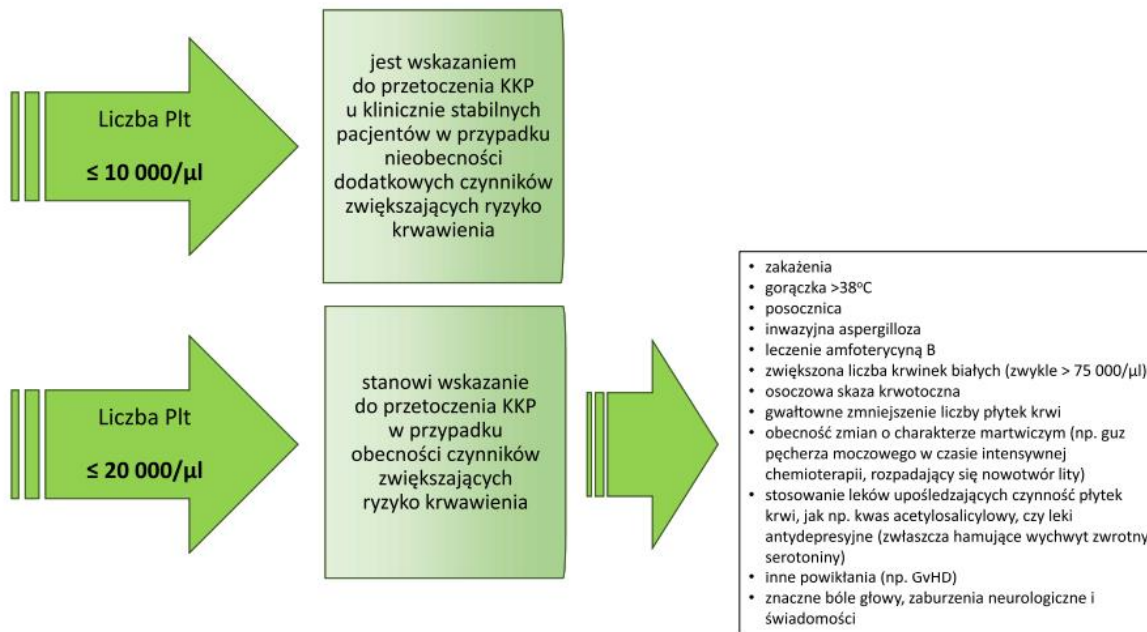 Liczba Plt
≤ 10 000/µl
jest wskazaniem
do przetoczenia KKP
u klinicznie stabilnych
pacjentów w przypadku
nieobecności
dodatkowych czynników
zwiększających ryzyko
krwawienia
Liczba Plt
≤ 20 000/µl
stanowi wskazanie
do przetoczenia KKP
w przypadku
obecności czynników
zwiększających
ryzyko krwawienia
• zakażenia
• gorączka >38°C
• posocznica
• inwazyjna aspergilloza
• leczenie amfoterycyną B
• zwiększona liczba krwinek białych (zwykle > 75 000/µl)
• osoczowa skaza krwotoczna
• gwałtowne zmniejszenie liczby płytek krwi
• obecność zmian o charakterze martwiczym (np. guz
pęcherza moczowego w czasie intensywnej
chemioterapii, rozpadający się nowotwór lity)
• stosowanie leków upośledzających czynność płytek
krwi, jak np. kwas acetylosalicylowy, czy leki
antydepresyjne (zwłaszcza hamujące wychwyt zwrotny
serotoniny)
• inne powikłania (np. GvHD)
• znaczne bóle głowy, zaburzenia neurologiczne i
świadomości